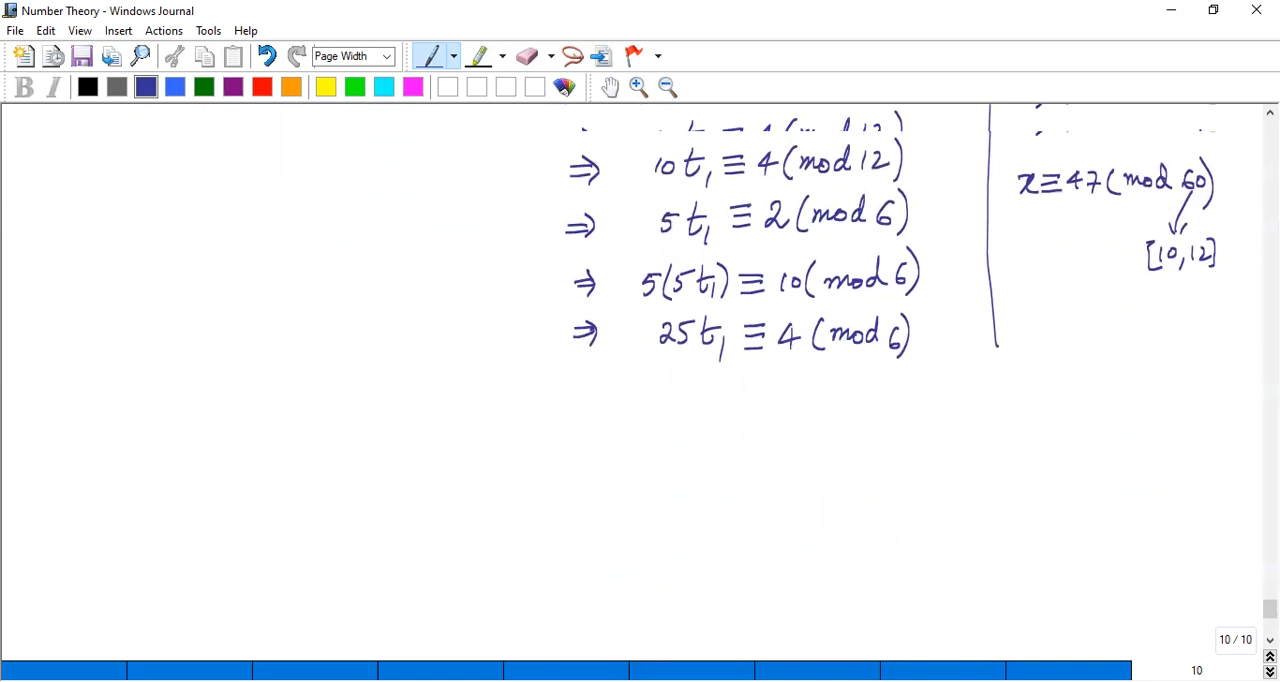 Number Theory - Windows Journal
File Edit View Insert Actions Tools Help
Page Width
B I
⇒ 10t₁ ≡ 4(mod 12)
⇒ 5t₁ ≡ 2(mod 6)
⇒ 5(5t₁) ≡ 10(mod 6)
⇒ 25t₁ ≡ 4(mod 6)
x≡47(mod 60)
[10,12]
10 / 10
10